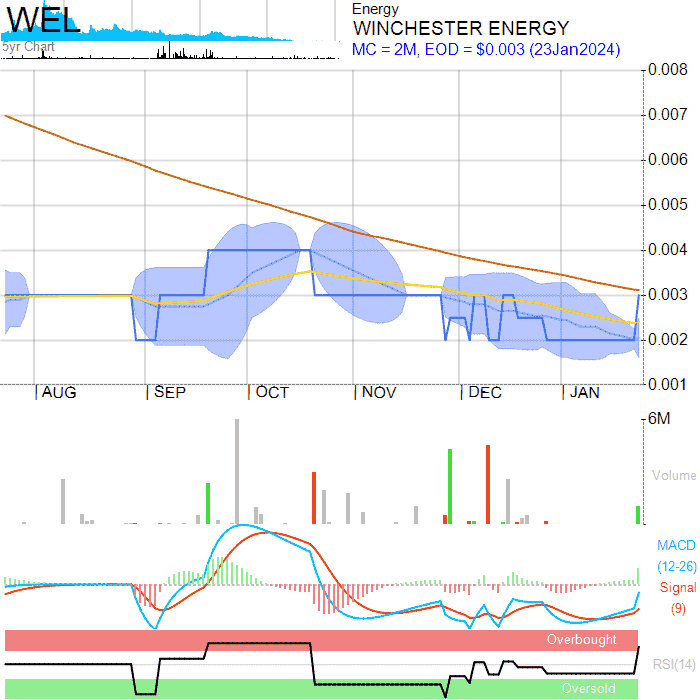 WEL
5yr Chart
Energy
WINCHESTER ENERGY
MC = 2M, EOD = $0.003 (23Jan2024)
0.008
0.007
0.006
0.005
0.004
0.003
0.002
0.001
AUG SEP OCT NOV DEC JAN
6M
Volume
MACD
(12-26)
Signal
(9)
Overbought
RSI(14)
Oversold